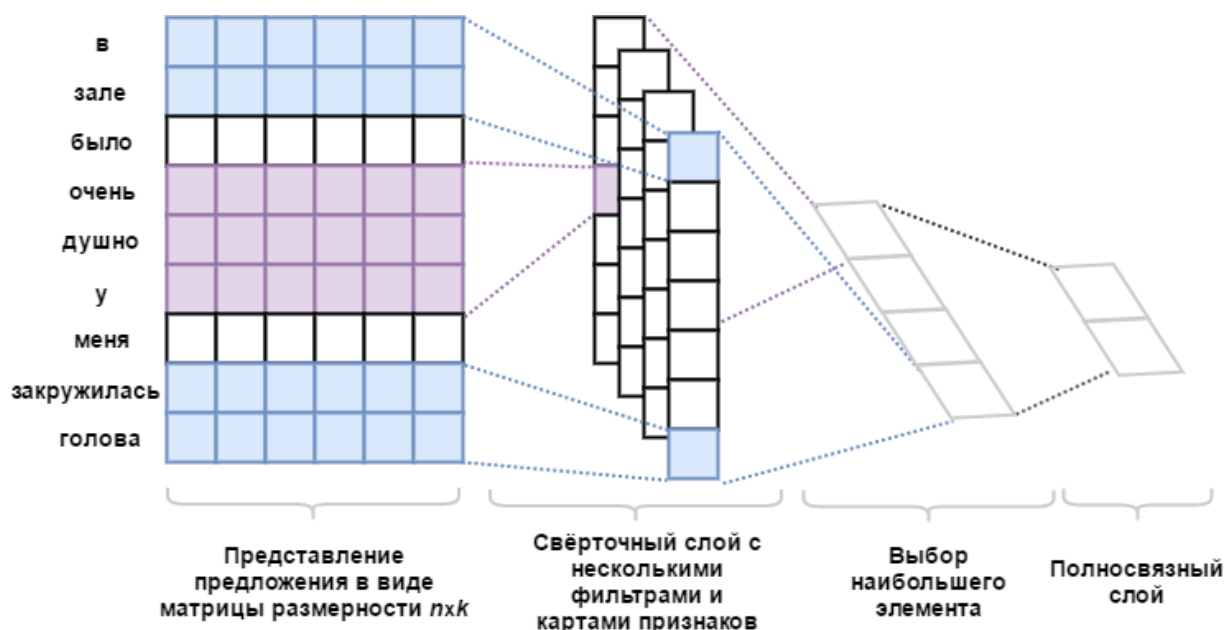 в
зале
было
очень
душно
у
меня
закружилась
голова
Представление
предложения в виде
матрицы размерности nxk
Свёрточный слой с
несколькими
фильтрами и
картами признаков
Выбор
наибольшего
элемента
Полносвязный
слой